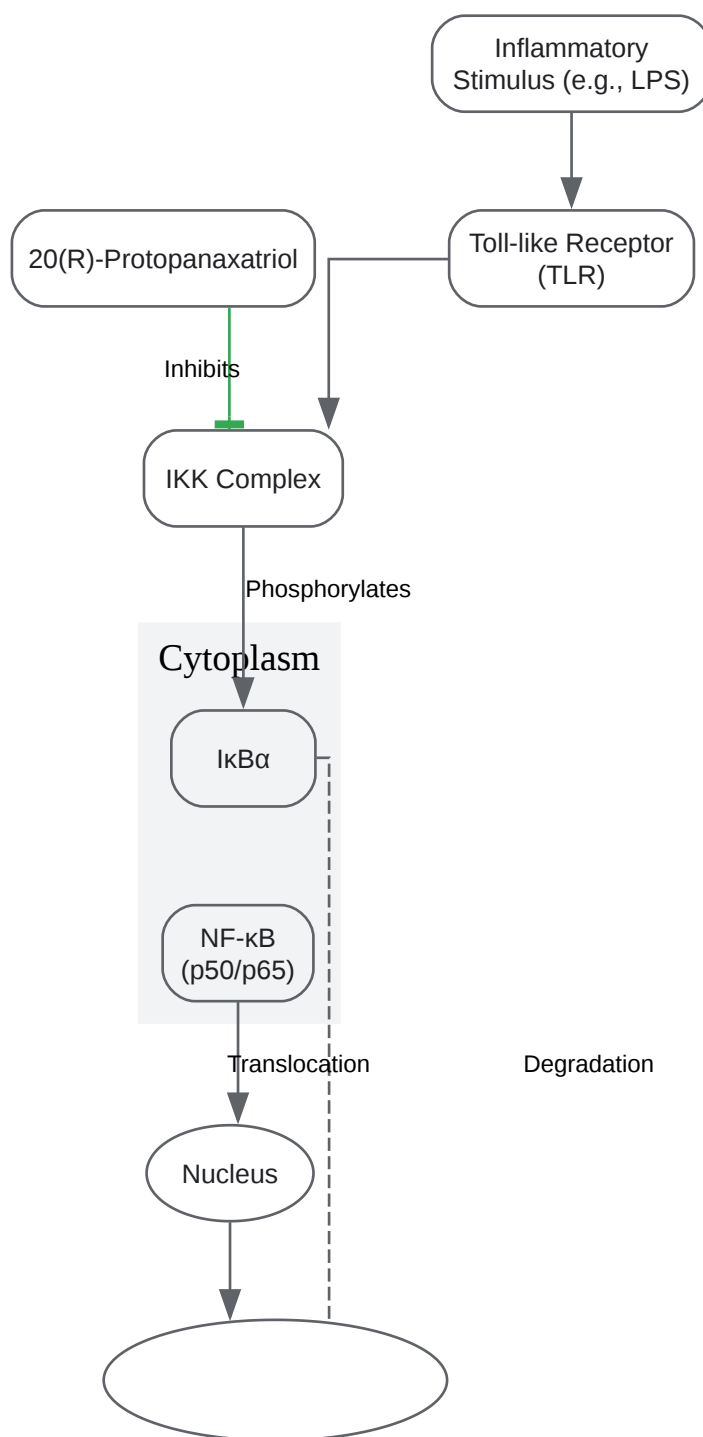 Inflammatory
Stimulus (e.g., LPS)
20(R)-Protopanaxatriol
Toll-like Receptor
(TLR)
Inhibits
IKK Complex
Phosphorylates
Cytoplasm
IκBα
NF-κB
(p50/p65)
Translocation
Degradation
Nucleus